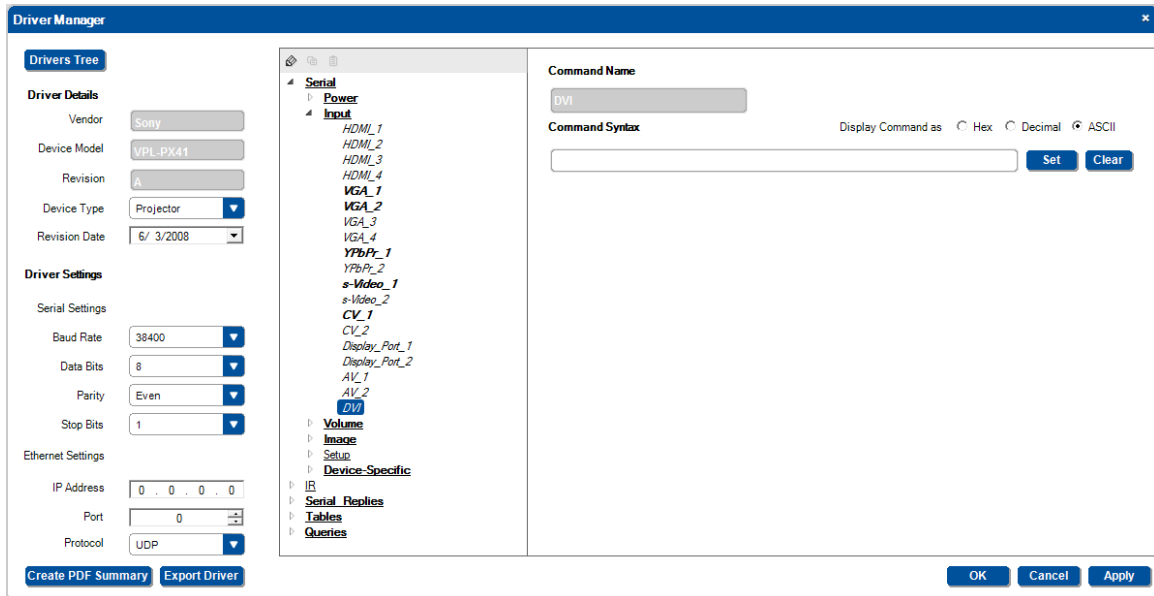 Driver Manager
Drivers Tree
Driver Details
Vendor
Sony
Device Model
VPL-PX41
Revision
A
Device Type
Projector
Revision Date
6/ 3/2008
Driver Settings
Serial Settings
Baud Rate
38400
Data Bits
8
Parity
Even
Stop Bits
1
Ethernet Settings
IP Address
0 . 0 . 0 . 0
Port
0
Protocol
UDP
Create PDF Summary
Export Driver
Serial
Power
Input
HDMI_1
HDMI_2
HDMI_3
HDMI_4
VGA_1
VGA_2
VGA_3
VGA_4
YPbPr_1
YPbPr_2
s-Video_1
s-Video_2
CV_1
CV_2
Display_Port_1
Display_Port_2
AV_1
AV_2
DVI
Volume
Image
Setup
Device-Specific
IR
Serial_Replies
Tables
Queries
Command Name
DVI
Command Syntax
Display Command as Hex Decimal ASCII
Set
Clear
OK
Cancel
Apply